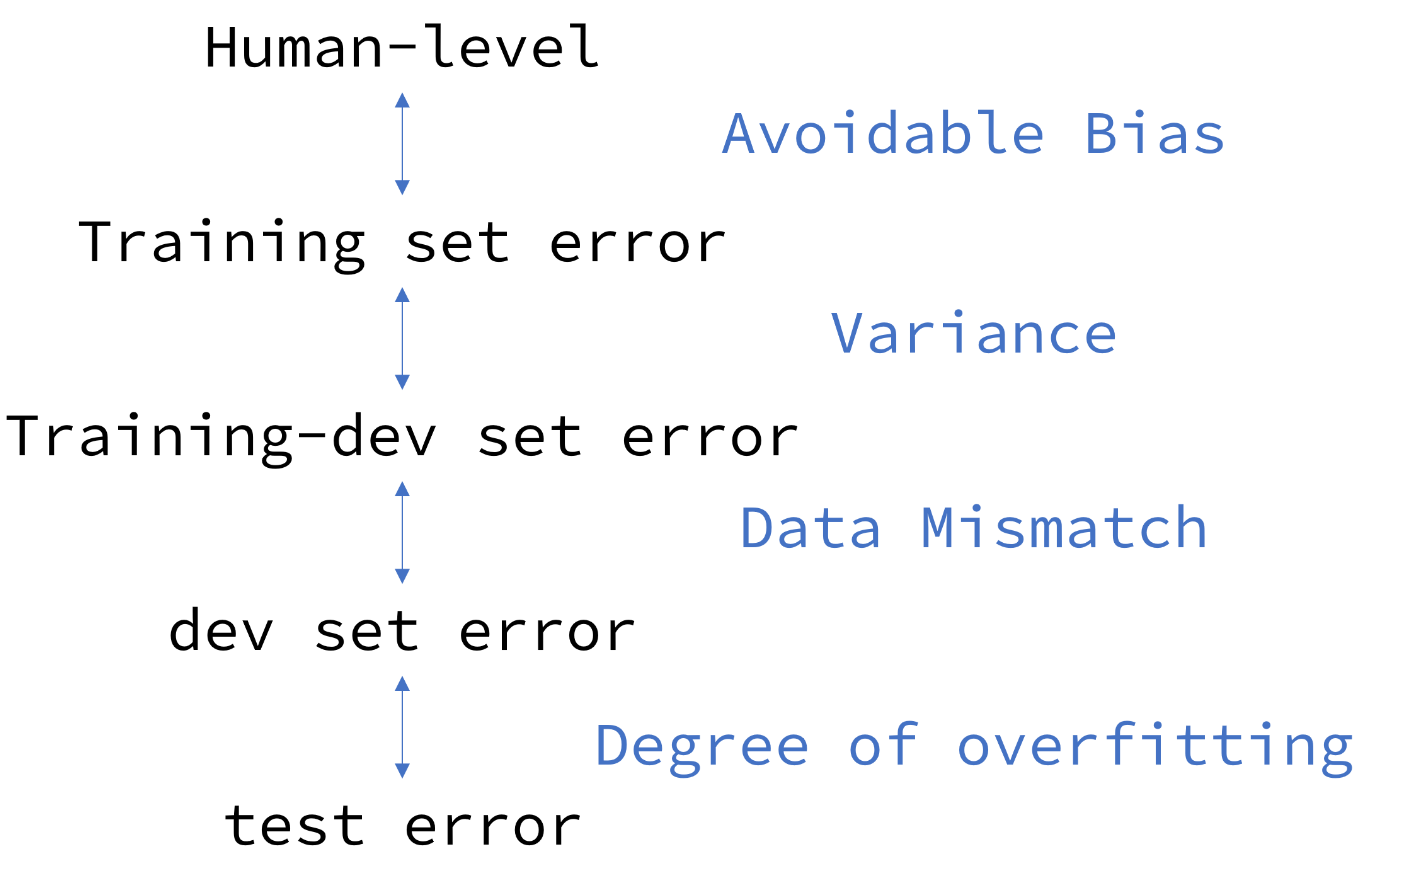 Human-level
Avoidable Bias
Training set error
Variance
Training-dev set error
Data Mismatch
dev set error
Degree of overfitting
test error